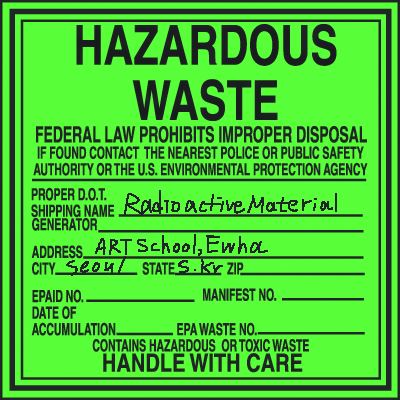 HAZARDOUS
WASTE
FEDERAL LAW PROHIBITS IMPROPER DISPOSAL
IF FOUND CONTACT THE NEAREST POLICE OR PUBLIC SAFETY
AUTHORITY OR THE U.S. ENVIRONMENTAL PROTECTION AGENCY
PROPER D.O.T.
SHIPPING NAME Radioactive Material
GENERATOR
ADDRESS ART School, Ewha
CITY Seoul STATE S.Kr ZIP
EPAID NO. MANIFEST NO.
DATE OF
ACCUMULATION EPA WASTE NO.
CONTAINS HAZARDOUS OR TOXIC WASTE
HANDLE WITH CARE